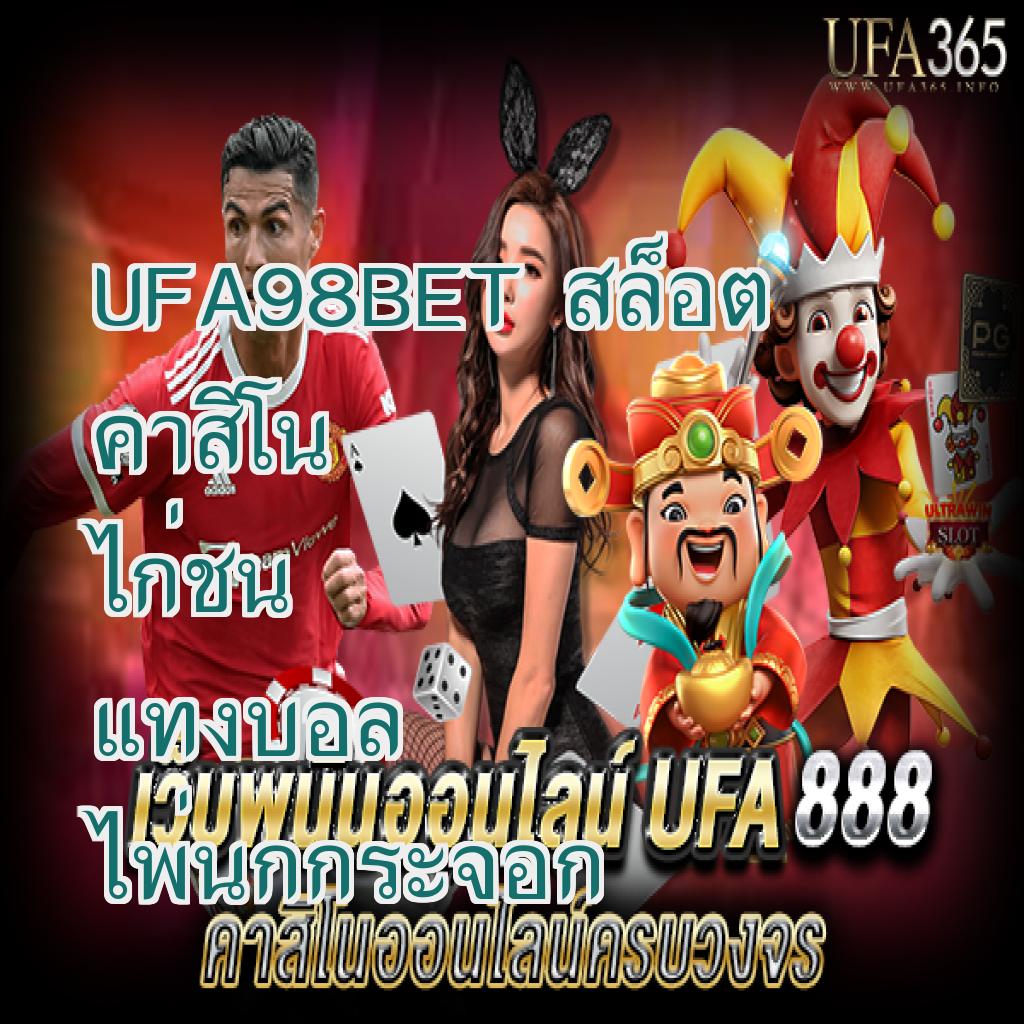 UFA365
WWW.UFA365.INFO
UFA98BET สล็อต
คาสิโน
ไก่ชน
PG
A
ULTRAWIN
SLOT
แทงบอล
เว็บพนันออนไลน์ UFA 888
ไพ่นกกระจอก
คาสิโนออนไลน์ครบวงจร